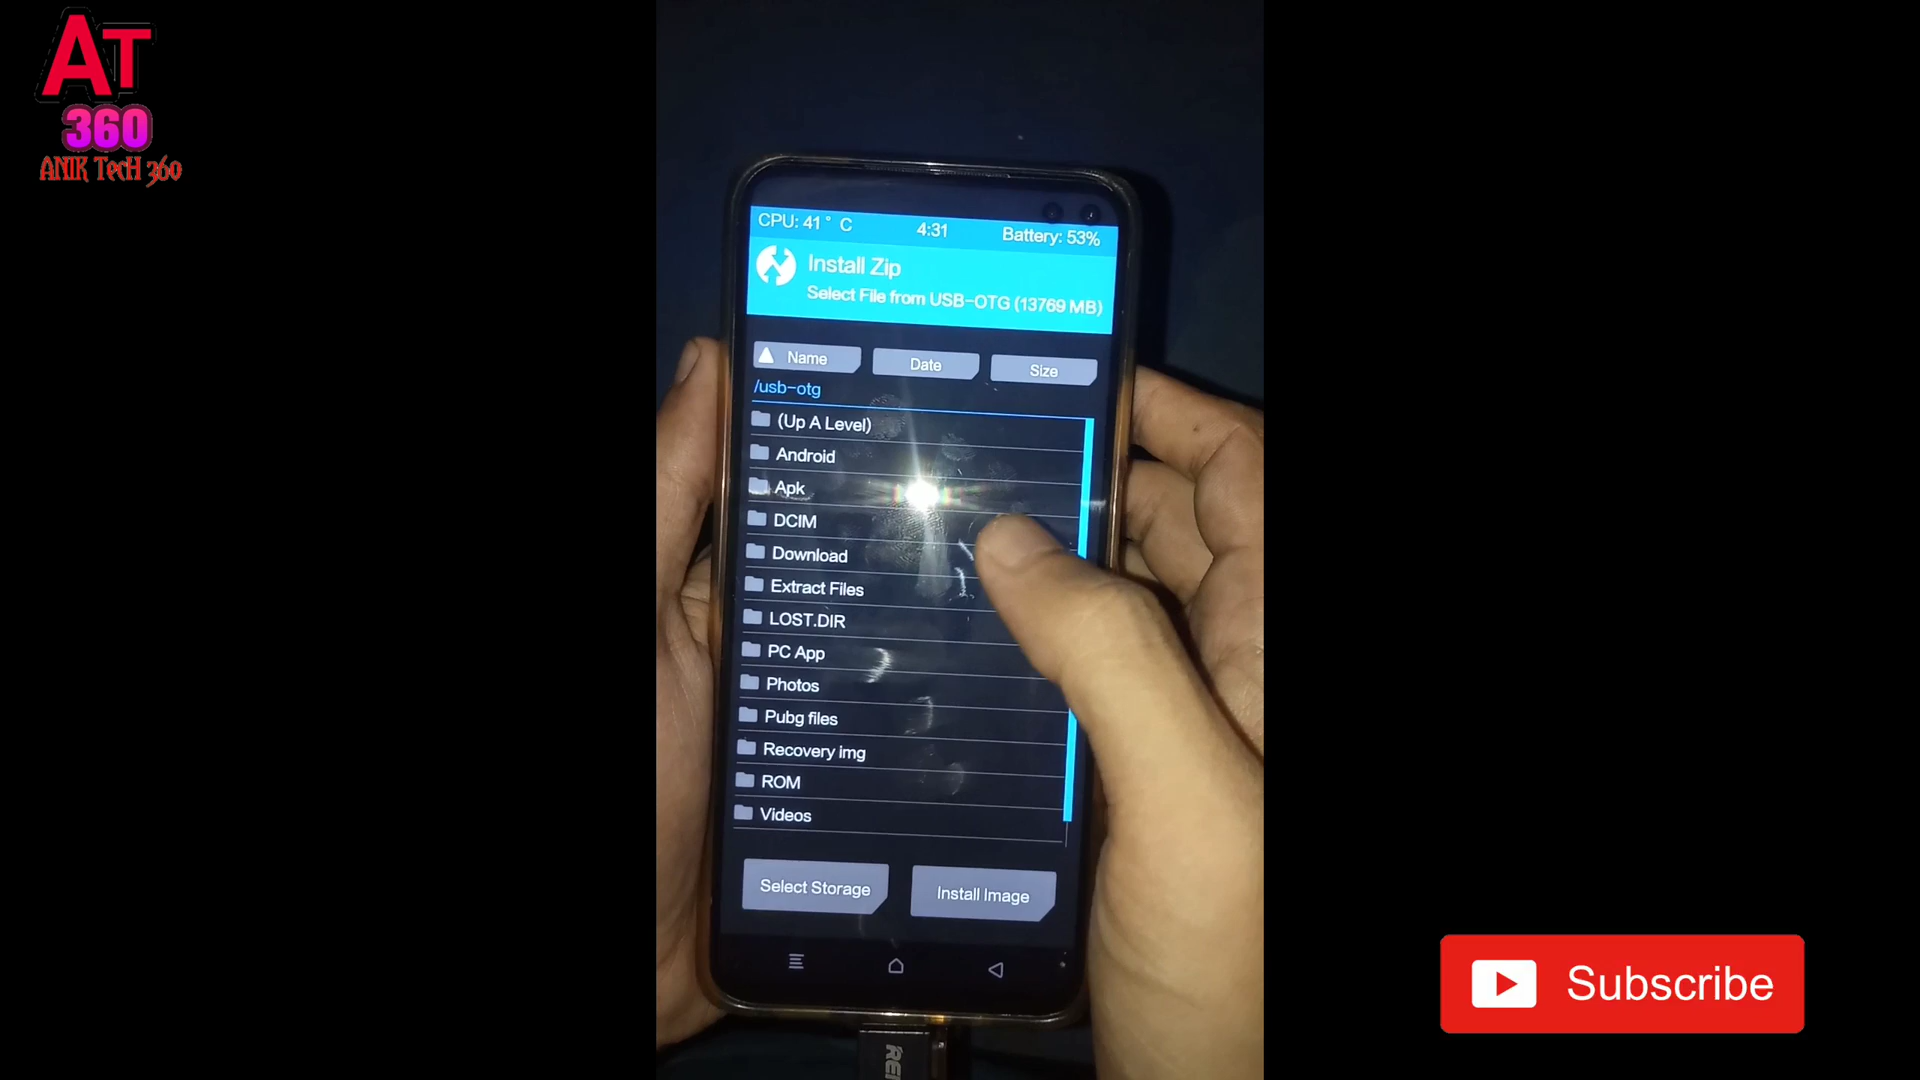 AT
360
ANIK TecH 360
CPU: 41° C
4:31
Battery: 53%
Install Zip
Select File from USB-OTG (13769 MB)
Name
Date
Size
/usb-otg
(Up A Level)
Android
Apk
DCIM
Download
Extract Files
LOST.DIR
PC App
Photos
Pubg files
Recovery img
ROM
Videos
Select Storage
Install Image
Subscribe